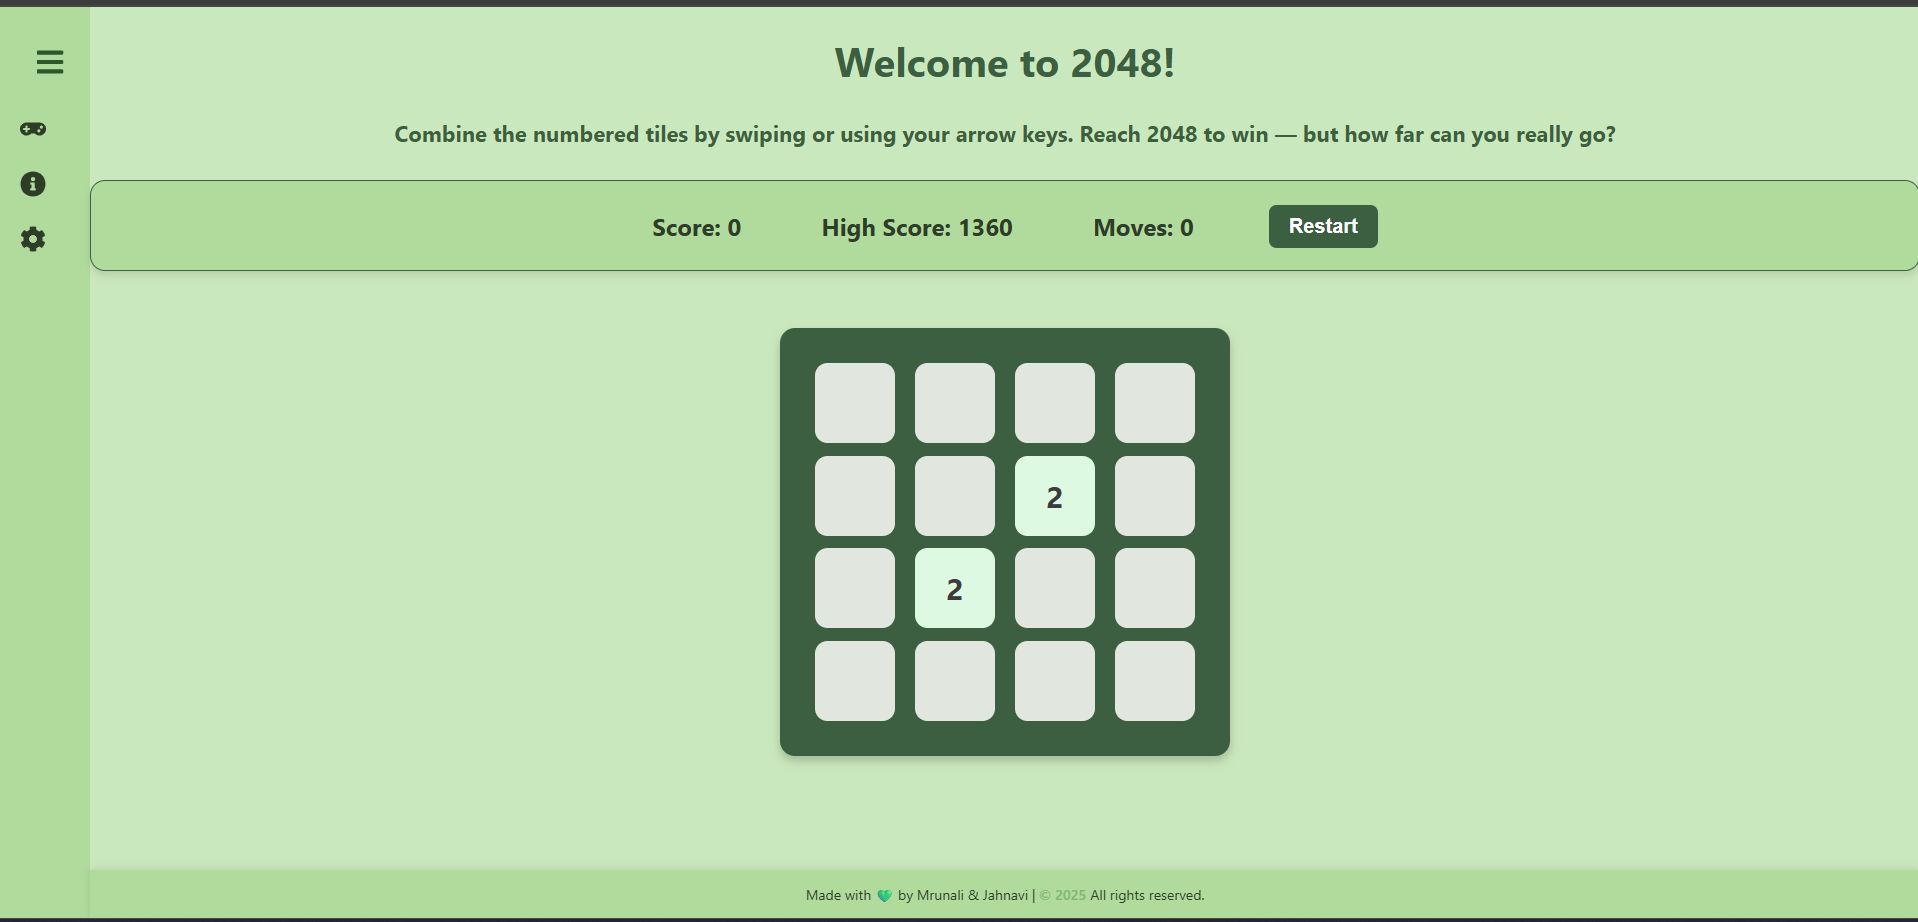 Welcome to 2048!
Combine the numbered tiles by swiping or using your arrow keys. Reach 2048 to win — but how far can you really go?
Score: 0 High Score: 1360 Moves: 0 Restart
2
2
Made with 💚 by Mrunali & Jahnavi | © 2025 All rights reserved.